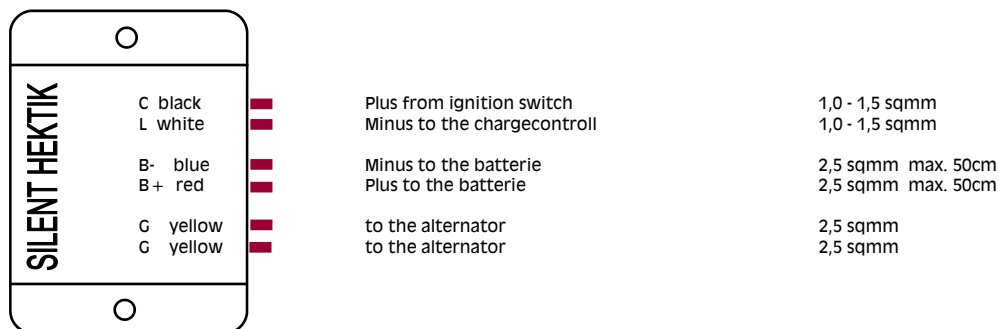 SILENT HEKTIK
C black Plus from ignition switch 1,0 - 1,5 sqmm
L white Minus to the chargecontroll 1,0 - 1,5 sqmm
B- blue Minus to the batterie 2,5 sqmm max. 50cm
B+ red Plus to the batterie 2,5 sqmm max. 50cm
G yellow to the alternator 2,5 sqmm
G yellow to the alternator 2,5 sqmm